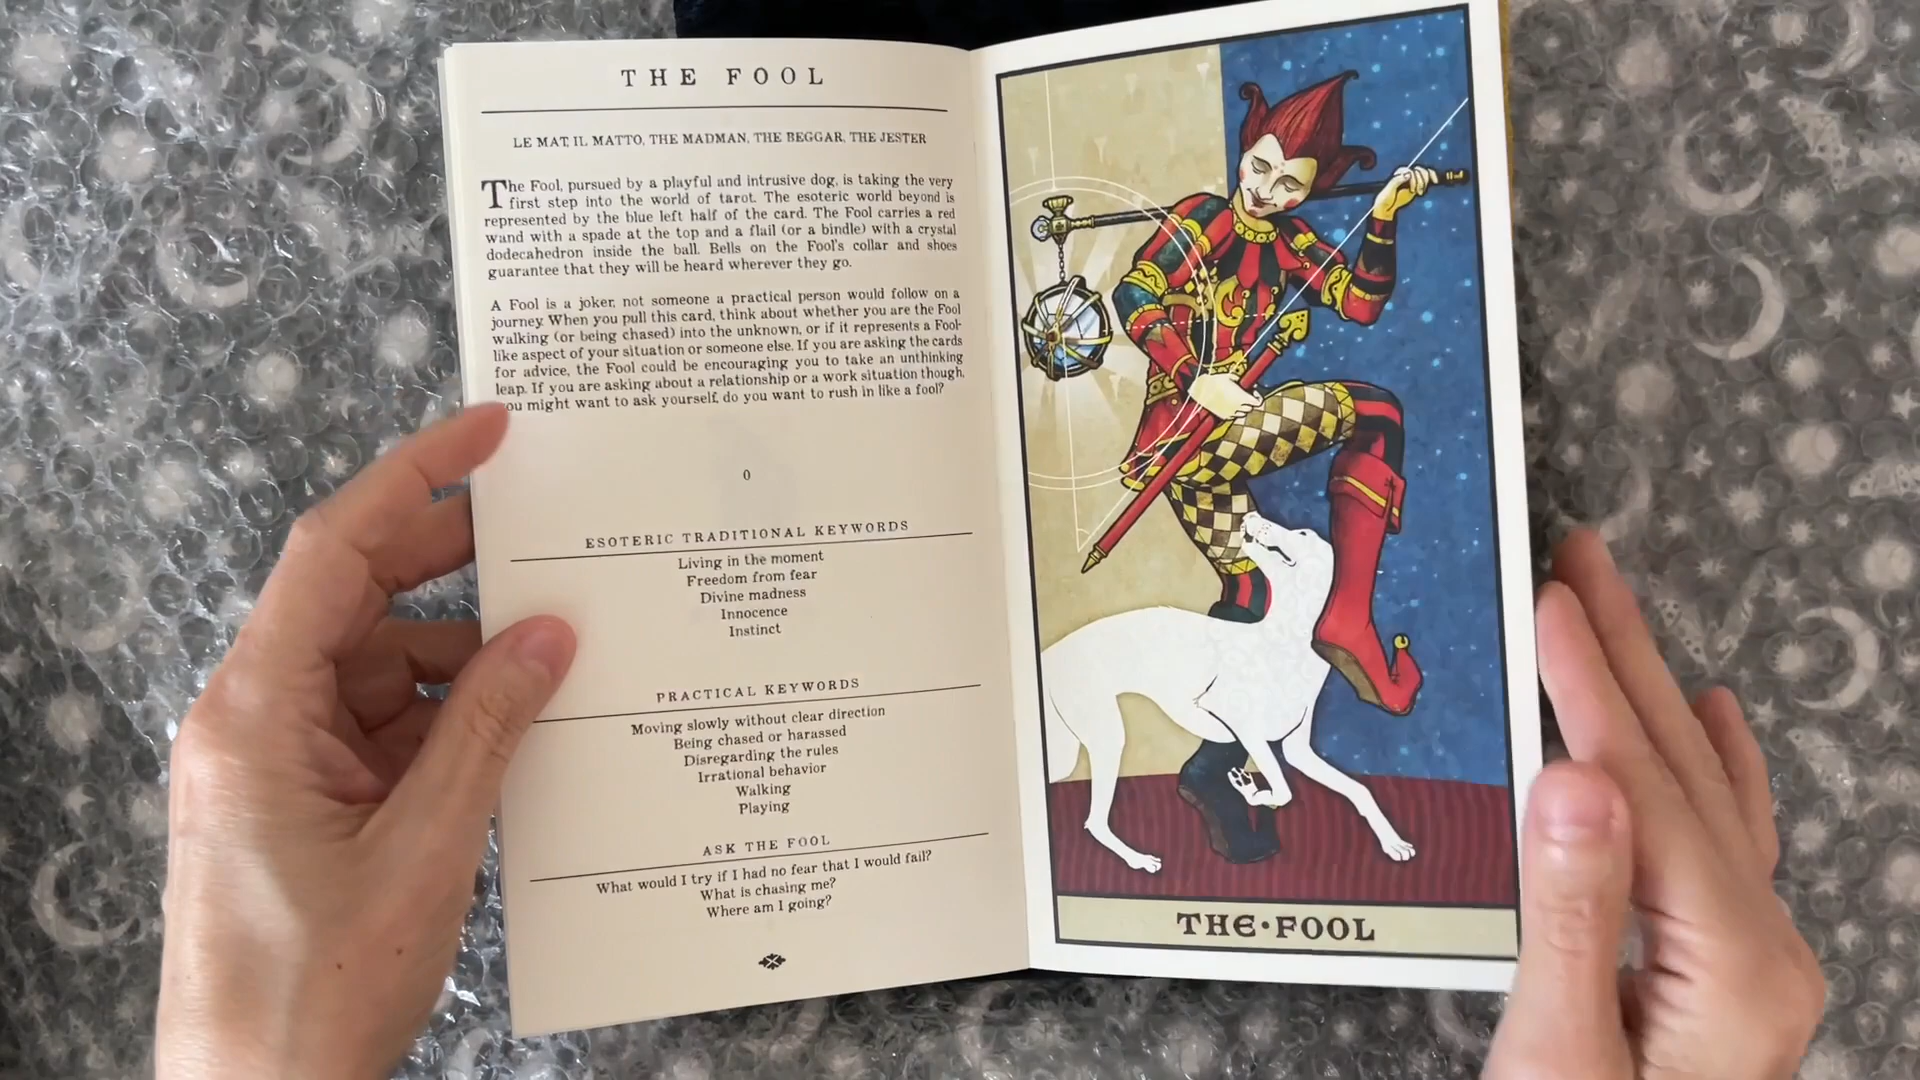 THE FOOL
LE MAT, IL MATTO, THE MADMAN, THE BEGGAR, THE JESTER
The Fool, pursued by a playful and intrusive dog, is taking the very
first step into the world of tarot. The esoteric world beyond is
represented by the blue left half of the card. The Fool carries a red
wand with a spade at the top and a flail (or a bindle) with a crystal
dodecahedron inside the ball. Bells on the Fool's collar and shoes
guarantee that they will be heard wherever they go.
A Fool is a joker, not someone a practical person would follow on a
journey. When you pull this card, think about whether you are the Fool
walking (or being chased) into the unknown, or if it represents a Fool-
like aspect of your situation or someone else. If you are asking the cards
for advice, the Fool could be encouraging you to take an unthinking
leap. If you are asking about a relationship or a work situation though,
you might want to ask yourself, do you want to rush in like a fool?
0
ESOTERIC TRADITIONAL KEYWORDS
Living in the moment
Freedom from fear
Divine madness
Innocence
Instinct
PRACTICAL KEYWORDS
Moving slowly without clear direction
Being chased or harassed
Disregarding the rules
Irrational behavior
Walking
Playing
ASK THE FOOL
What would I try if I had no fear that I would fail?
What is chasing me?
Where am I going?
THE•FOOL